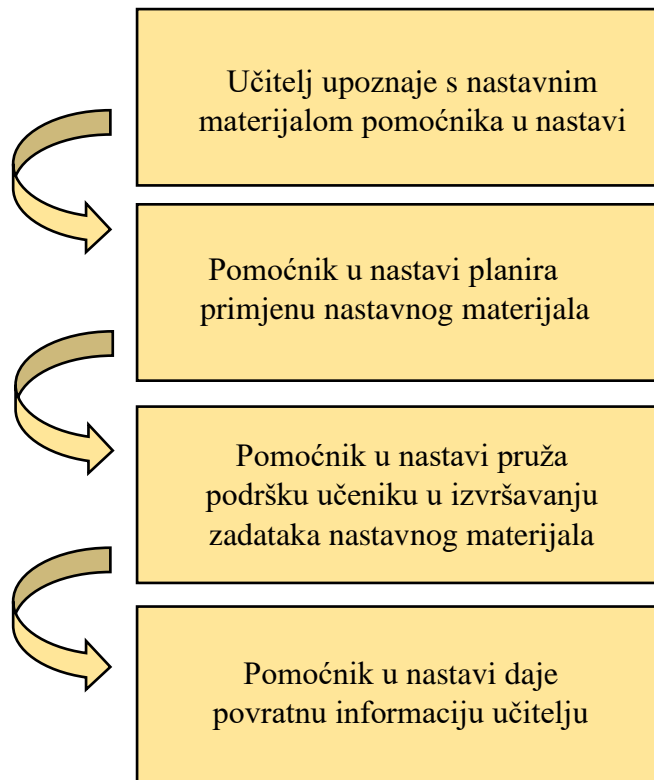 Učitelj upoznaje s nastavnim
materijalom pomoćnika u nastavi
Pomoćnik u nastavi planira
primjenu nastavnog materijala
Pomoćnik u nastavi pruža
podršku učeniku u izvršavanju
zadataka nastavnog materijala
Pomoćnik u nastavi daje
povratnu informaciju učitelju